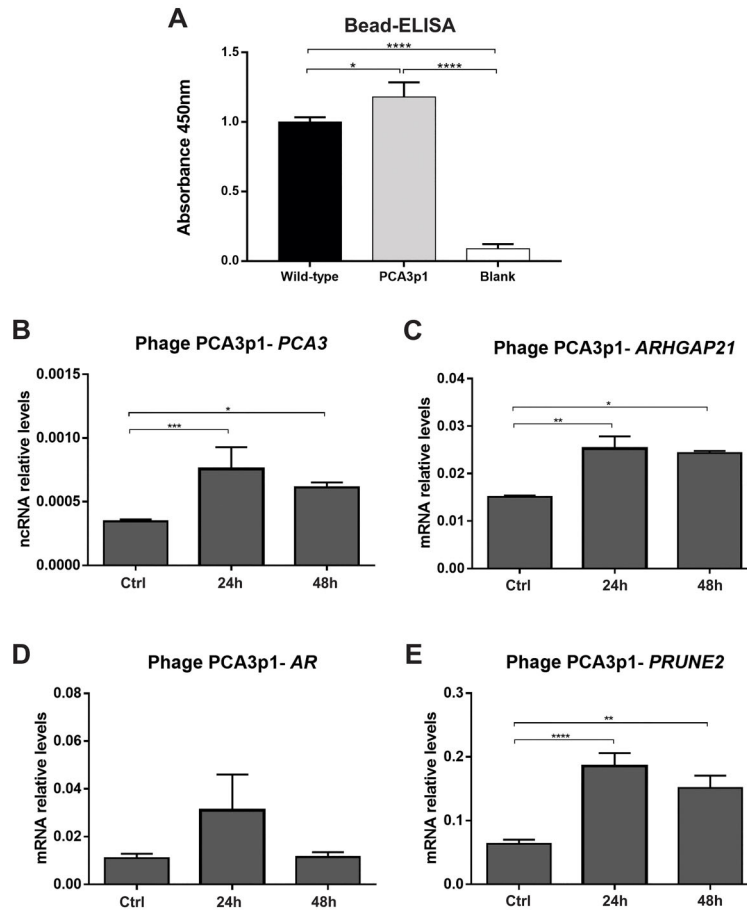 A
Bead-ELISA
Absorbance 450nm
1.5
1.0
0.5
0.0
****
*
****
Wild-type PCA3p1 Blank
B
Phage PCA3p1- PCA3
ncRNA relative levels
0.0015
0.0010
0.0005
0.0000
*
***
Ctrl 24h 48h
C
Phage PCA3p1- ARHGAP21
mRNA relative levels
0.04
0.03
0.02
0.01
0.00
*
**
Ctrl 24h 48h
D
Phage PCA3p1- AR
mRNA relative levels
0.08
0.06
0.04
0.02
0.00
Ctrl 24h 48h
E
Phage PCA3p1- PRUNE2
mRNA relative levels
0.3
0.2
0.1
0.0
**
****
Ctrl 24h 48h